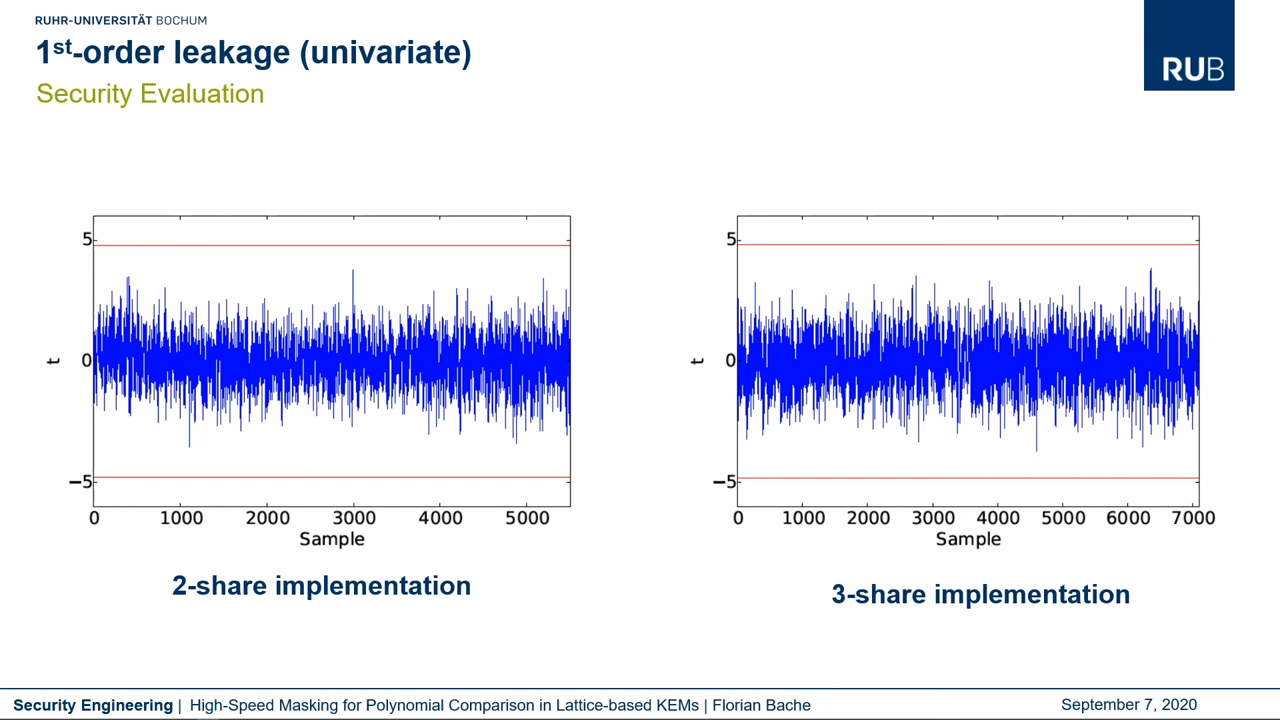 RUHR-UNIVERSITÄT BOCHUM
1st-order leakage (univariate)
Security Evaluation
RUB
5
0
−5
t
0 1000 2000 3000 4000 5000
Sample
2-share implementation
5
0
−5
t
0 1000 2000 3000 4000 5000 6000 7000
Sample
3-share implementation
Security Engineering | High-Speed Masking for Polynomial Comparison in Lattice-based KEMs | Florian Bache
September 7, 2020